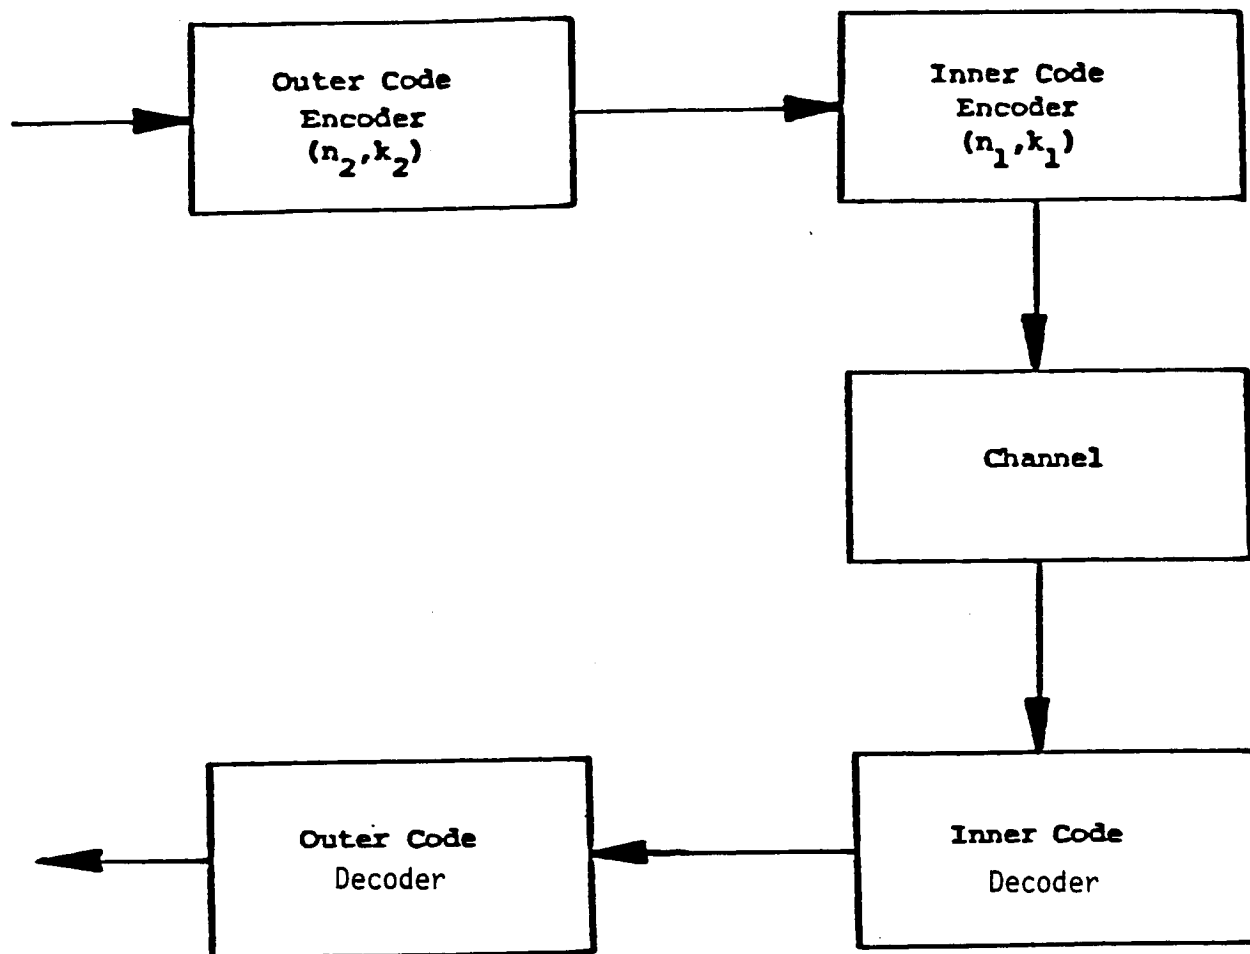 Outer Code
Encoder
(n₂,k₂)
Inner Code
Encoder
(n₁,k₁)
Channel
Inner Code
Decoder
Outer Code
Decoder